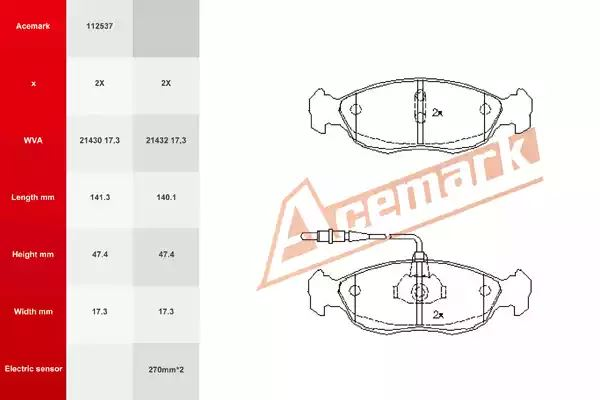 Acemark 112537
x 2X 2X
WVA 21430 17,3 21432 17,3
Length mm 141.3 140.1
Height mm 47.4 47.4
Width mm 17.3 17.3
Electric sensor 270mm*2
2x
Acemark
2x